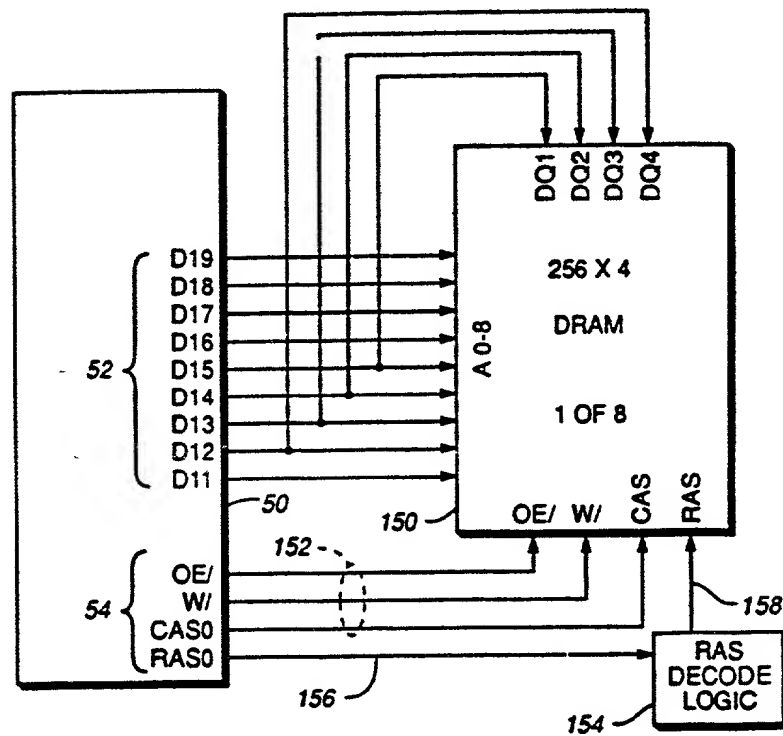 DQ1
DQ2
DQ3
DQ4
D19
D18
D17
D16
D15
D14
D13
D12
D11
52
A 0-8
256 X 4
DRAM
1 OF 8
50
150
OE/
W/
CAS
RAS
152
54
OE/
W/
CAS0
RAS0
156
158
RAS
DECODE
LOGIC
154